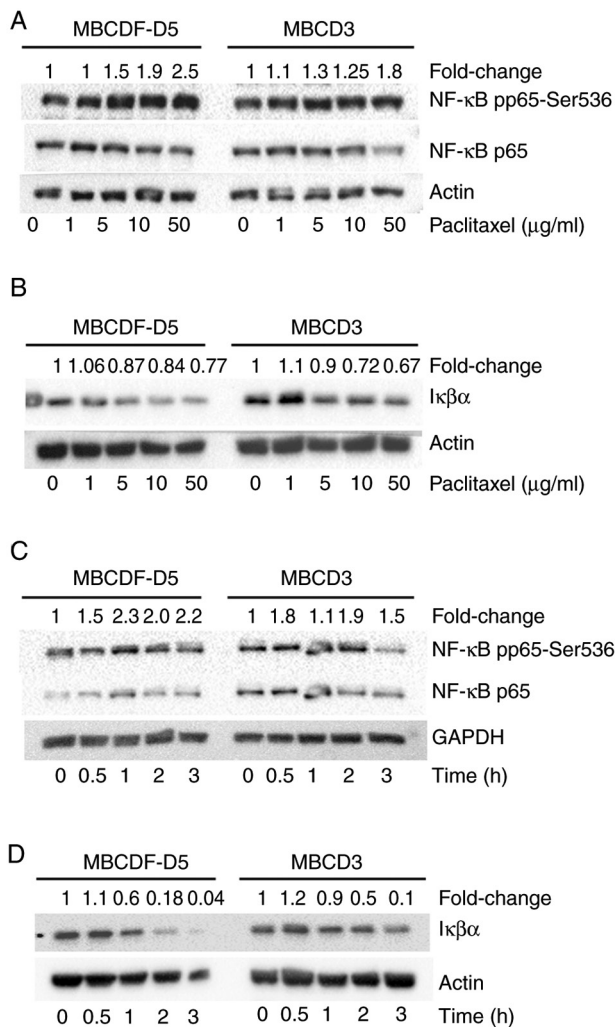 A
MBCDF-D5 MBCD3
1 1 1.5 1.9 2.5 1 1.1 1.3 1.25 1.8 Fold-change
NF-κB pp65-Ser536
NF-κB p65
Actin
0 1 5 10 50 0 1 5 10 50 Paclitaxel (μg/ml)
B
MBCDF-D5 MBCD3
1 1.06 0.87 0.84 0.77 1 1.1 0.9 0.72 0.67 Fold-change
Iκβα
Actin
0 1 5 10 50 0 1 5 10 50 Paclitaxel (μg/ml)
C
MBCDF-D5 MBCD3
1 1.5 2.3 2.0 2.2 1 1.8 1.1 1.9 1.5 Fold-change
NF-κB pp65-Ser536
NF-κB p65
GAPDH
0 0.5 1 2 3 0 0.5 1 2 3 Time (h)
D
MBCDF-D5 MBCD3
1 1.1 0.6 0.18 0.04 1 1.2 0.9 0.5 0.1 Fold-change
Iκβα
Actin
0 0.5 1 2 3 0 0.5 1 2 3 Time (h)